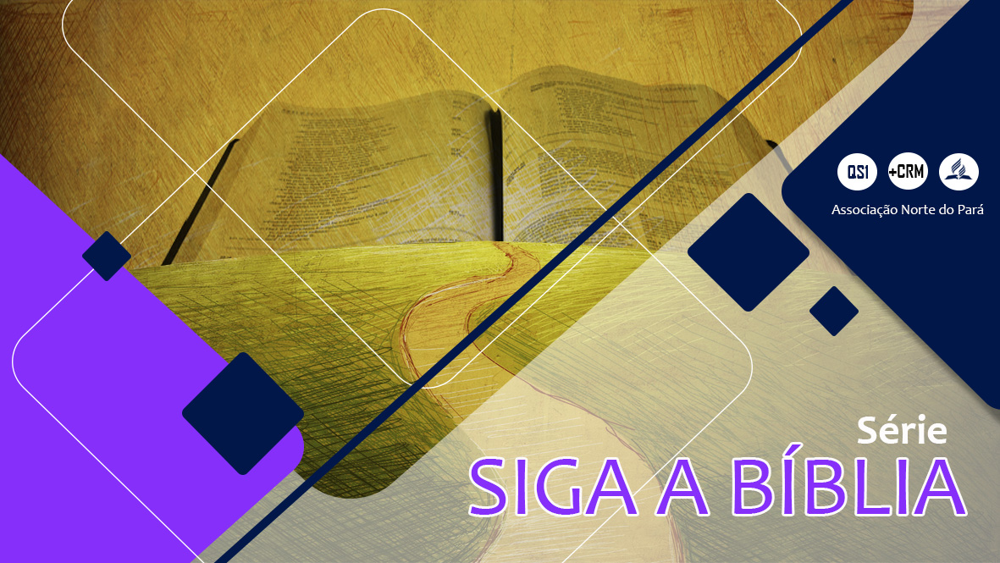 QS1 +CRM
Associação Norte do Pará
Série
SIGA A BÍBLIA